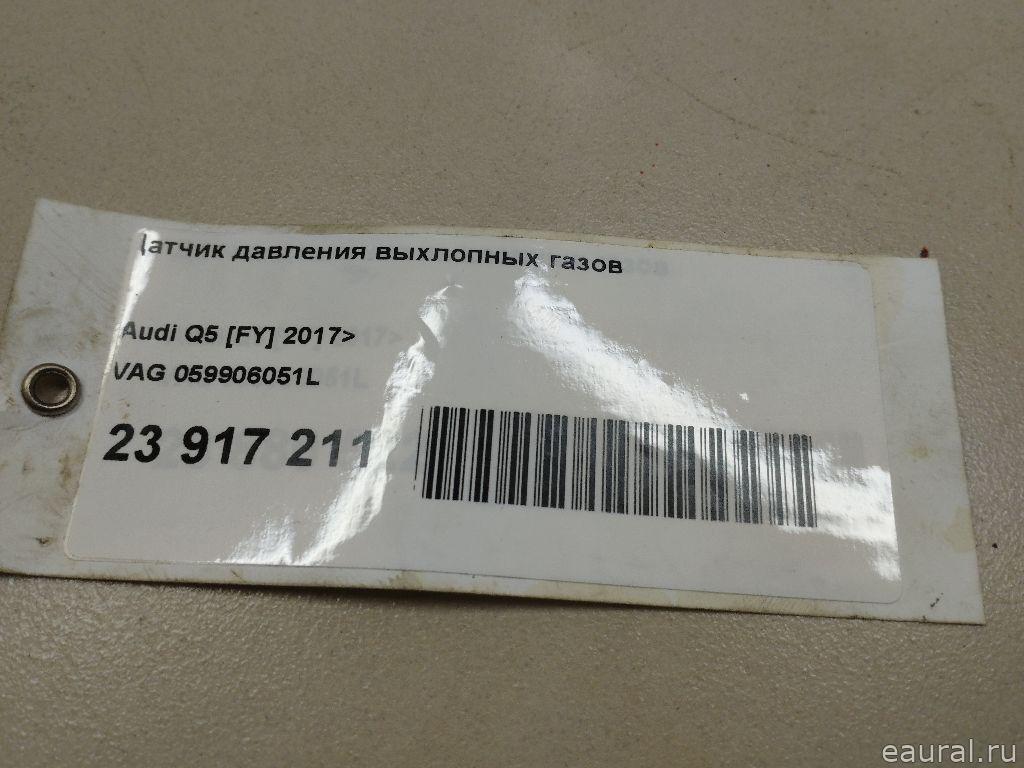 Датчик давления выхлопных газов
Audi Q5 [FY] 2017>
VAG 059906051L
23 917 211
eaural.ru